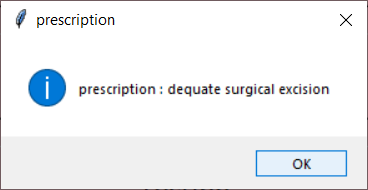 prescription
prescription : dequate surgical excision
OK